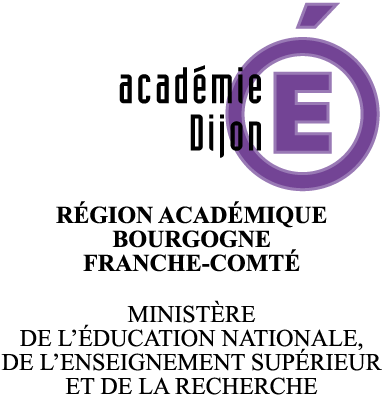 académie
Dijon
É
RÉGION ACADÉMIQUE
BOURGOGNE
FRANCHE-COMTÉ
MINISTÈRE
DE L'ÉDUCATION NATIONALE,
DE L'ENSEIGNEMENT SUPÉRIEUR
ET DE LA RECHERCHE